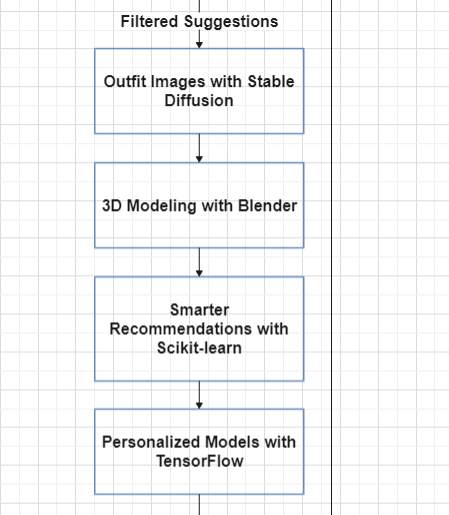 Filtered Suggestions
Outfit Images with Stable
Diffusion
3D Modeling with Blender
Smarter
Recommendations with
Scikit-learn
Personalized Models with
TensorFlow